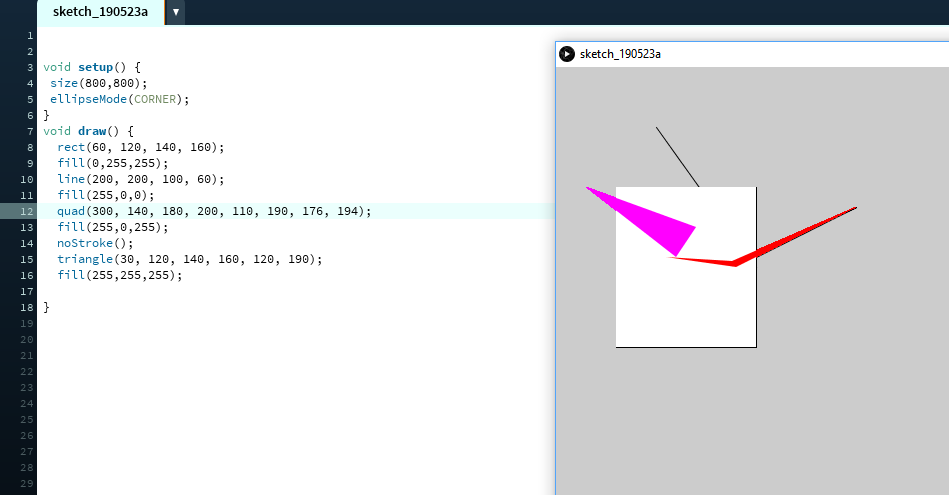 sketch_190523a ▼
1
2
3 void setup() {
4 size(800,800);
5 ellipseMode(CORNER);
6 }
7 void draw() {
8 rect(60, 120, 140, 160);
9 fill(0,255,255);
10 line(200, 200, 100, 60);
11 fill(255,0,0);
12 quad(300, 140, 180, 200, 110, 190, 176, 194);
13 fill(255,0,255);
14 noStroke();
15 triangle(30, 120, 140, 160, 120, 190);
16 fill(255,255,255);
17
18 }
19
20
21
22
23
24
25
26
27
28
29
sketch_190523a